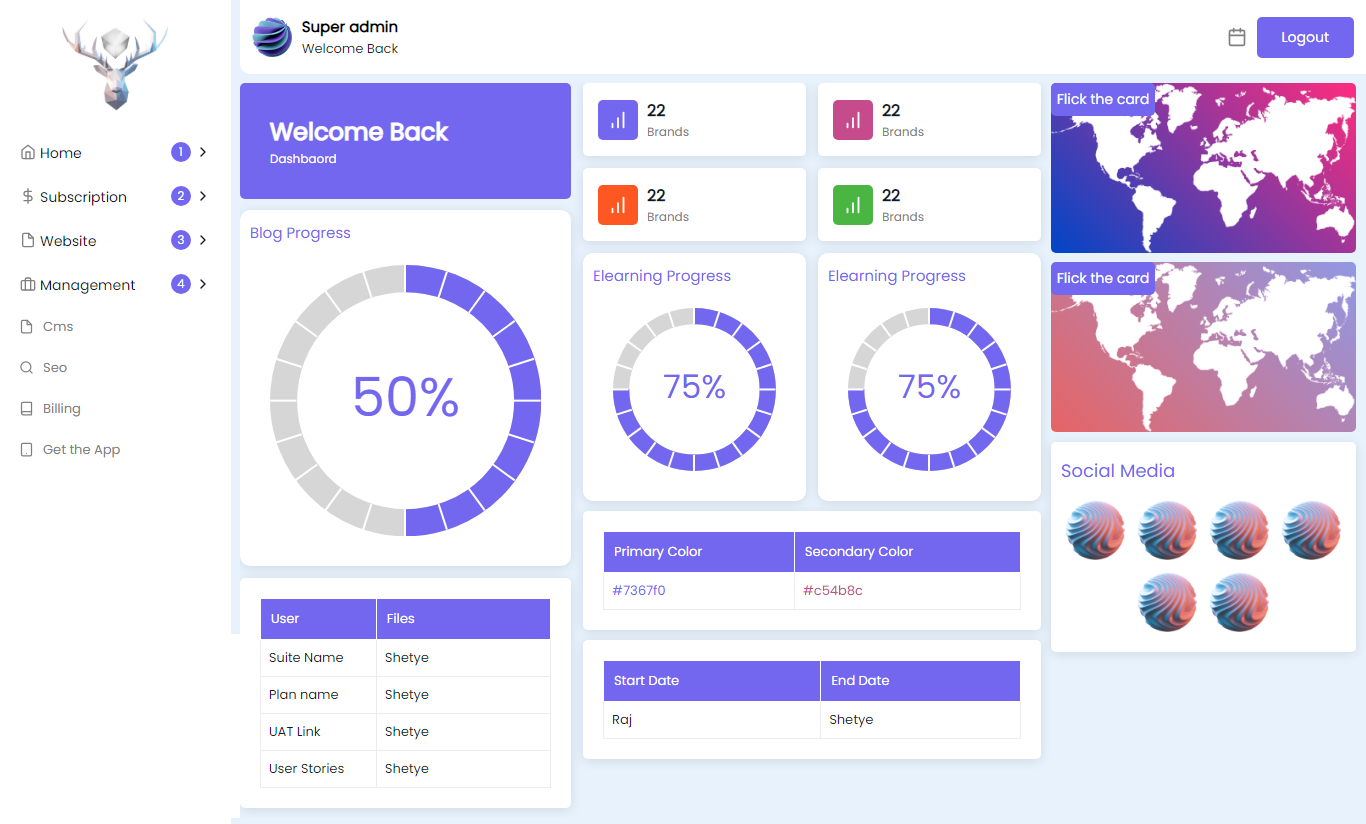 Super admin
Welcome Back
Logout
Home 1
Subscription 2
Website 3
Management 4
Cms
Seo
Billing
Get the App
Welcome Back
Dashbaord
Blog Progress
50%
User Files
Suite Name Shetye
Plan name Shetye
UAT Link Shetye
User Stories Shetye
22
Brands
22
Brands
22
Brands
22
Brands
Elearning Progress
75%
Elearning Progress
75%
Primary Color Secondary Color
#7367f0 #c54b8c
Start Date End Date
Raj Shetye
Flick the card
Flick the card
Social Media